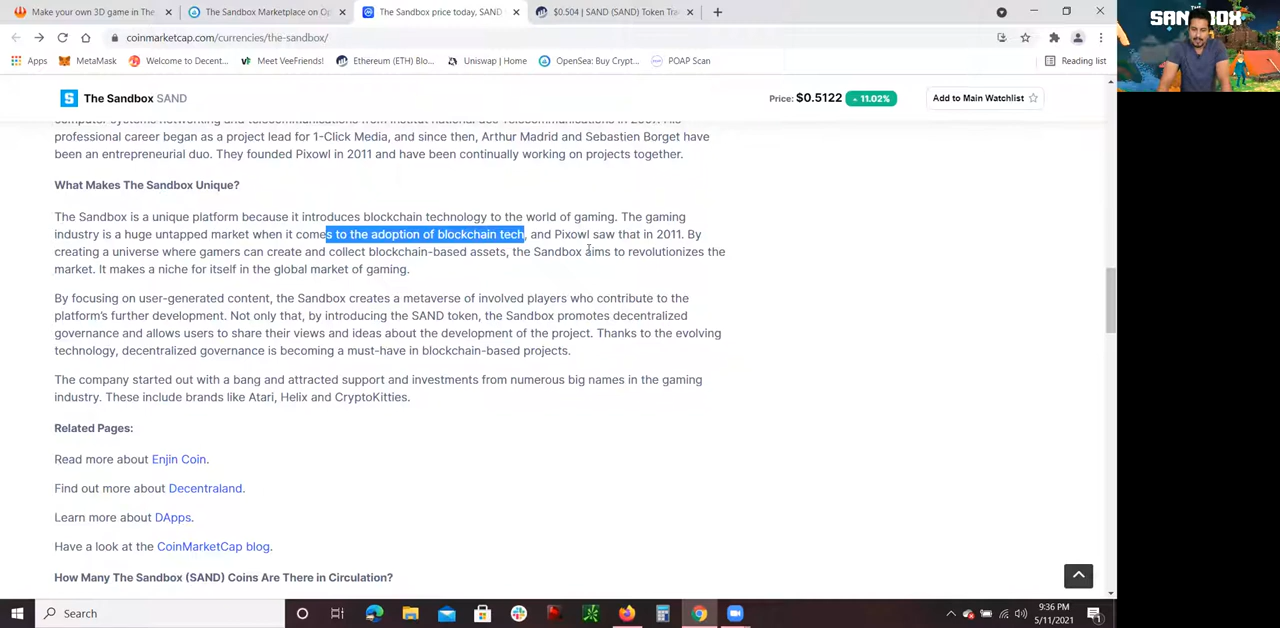 Make your own 3D game in The
The Sandbox Marketplace on Op
The Sandbox price today, SAND
$0.504 | SAND (SAND) Token Tra
coinmarketcap.com/currencies/the-sandbox/
Apps
MetaMask
Welcome to Decent...
Meet VeeFriends!
Ethereum (ETH) Blo...
Uniswap | Home
OpenSea: Buy Crypt...
POAP Scan
Reading list
S The Sandbox SAND
Price: $0.5122 11.02%
Add to Main Watchlist
professional career began as a project lead for 1-Click Media, and since then, Arthur Madrid and Sebastien Borget have
been an entrepreneurial duo. They founded Pixowl in 2011 and have been continually working on projects together.
What Makes The Sandbox Unique?
The Sandbox is a unique platform because it introduces blockchain technology to the world of gaming. The gaming
industry is a huge untapped market when it comes to the adoption of blockchain tech, and Pixowl saw that in 2011. By
creating a universe where gamers can create and collect blockchain-based assets, the Sandbox aims to revolutionizes the
market. It makes a niche for itself in the global market of gaming.
By focusing on user-generated content, the Sandbox creates a metaverse of involved players who contribute to the
platform's further development. Not only that, by introducing the SAND token, the Sandbox promotes decentralized
governance and allows users to share their views and ideas about the development of the project. Thanks to the evolving
technology, decentralized governance is becoming a must-have in blockchain-based projects.
The company started out with a bang and attracted support and investments from numerous big names in the gaming
industry. These include brands like Atari, Helix and CryptoKitties.
Related Pages:
Read more about Enjin Coin.
Find out more about Decentraland.
Learn more about DApps.
Have a look at the CoinMarketCap blog.
How Many The Sandbox (SAND) Coins Are There in Circulation?
Search
9:36 PM
5/11/2021